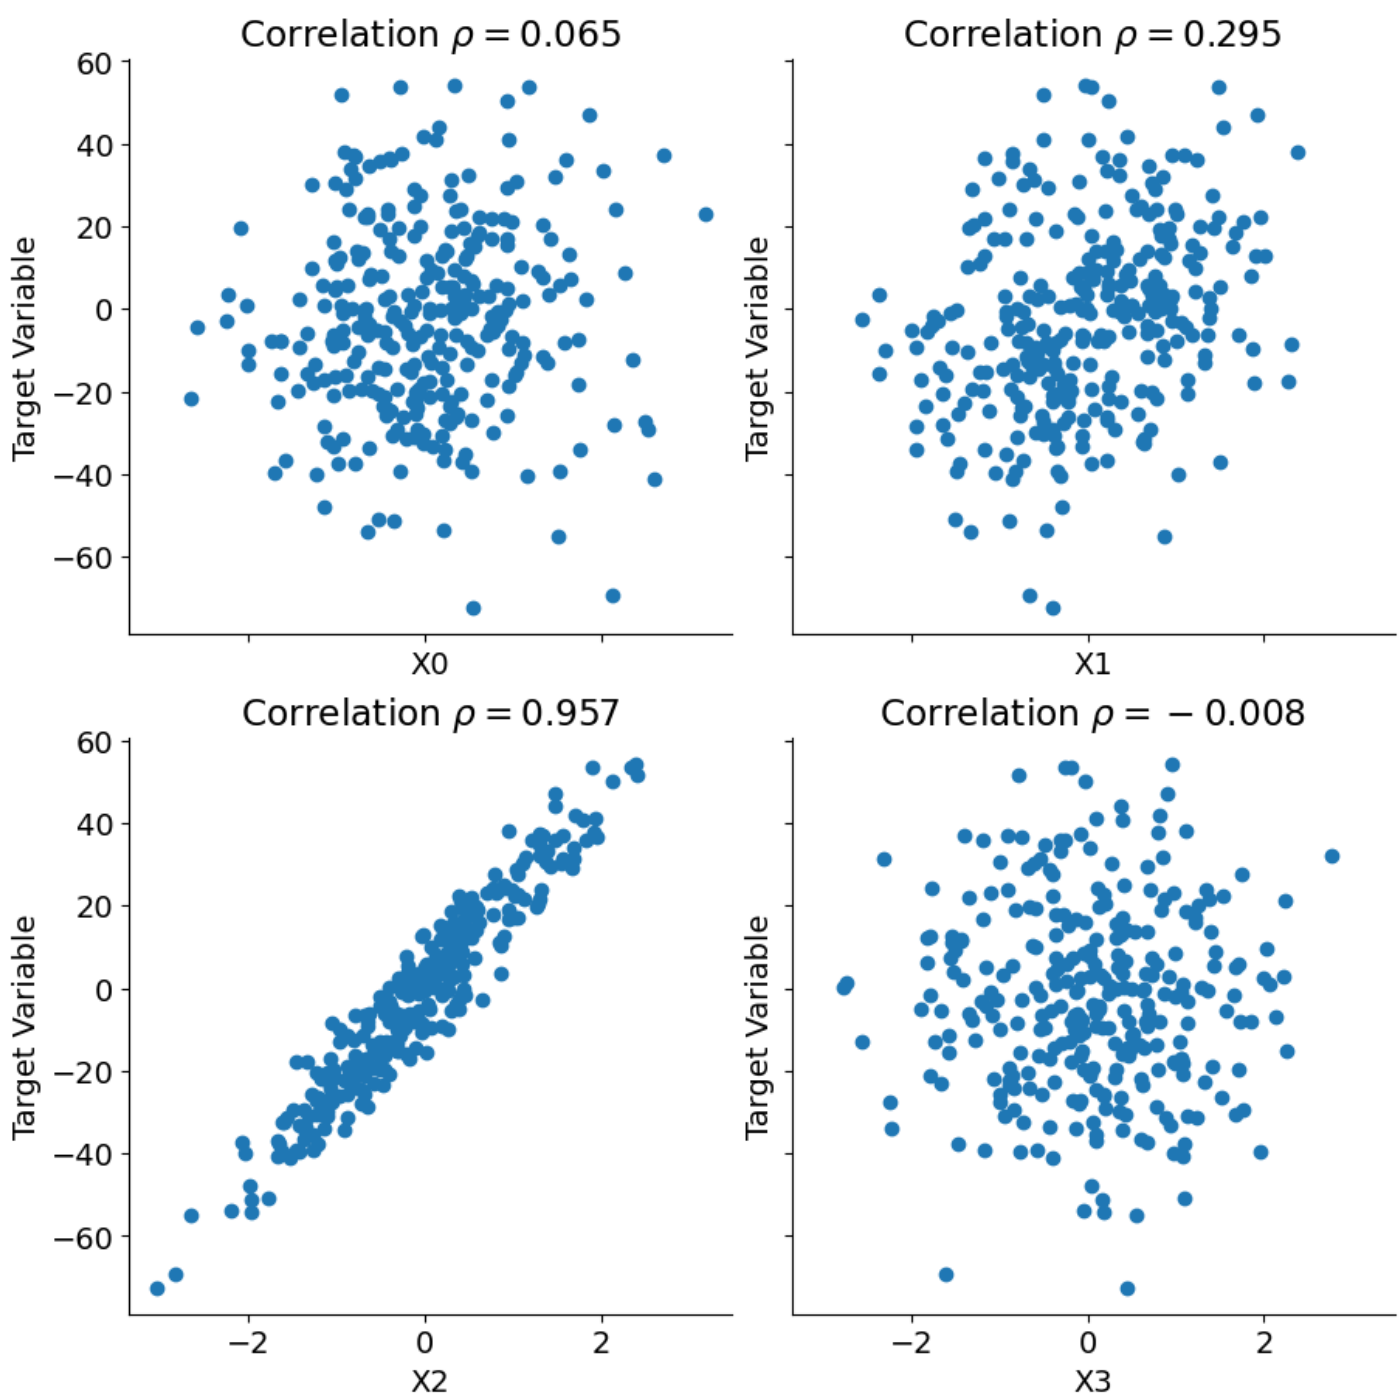 Correlation ρ = 0.065
Correlation ρ = 0.295
60
40
20
0
−20
−40
−60
Target Variable
Target Variable
X0
X1
Correlation ρ = 0.957
Correlation ρ = − 0.008
60
40
20
0
−20
−40
−60
Target Variable
Target Variable
−2 0 2
−2 0 2
X2
X3